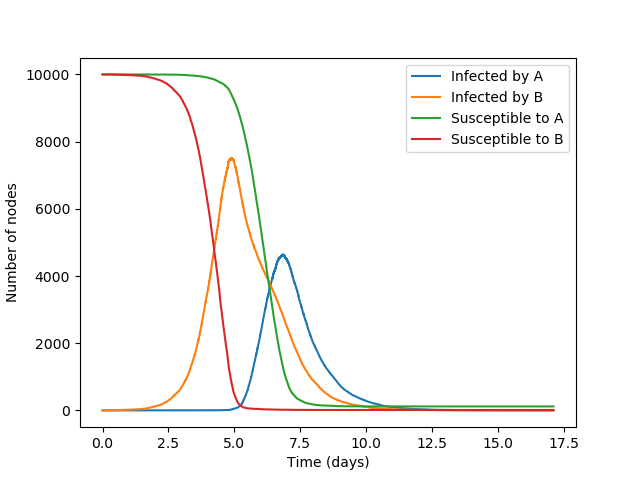 Infected by A
Infected by B
Susceptible to A
Susceptible to B
Number of nodes
10000
8000
6000
4000
2000
0
0.0 2.5 5.0 7.5 10.0 12.5 15.0 17.5
Time (days)